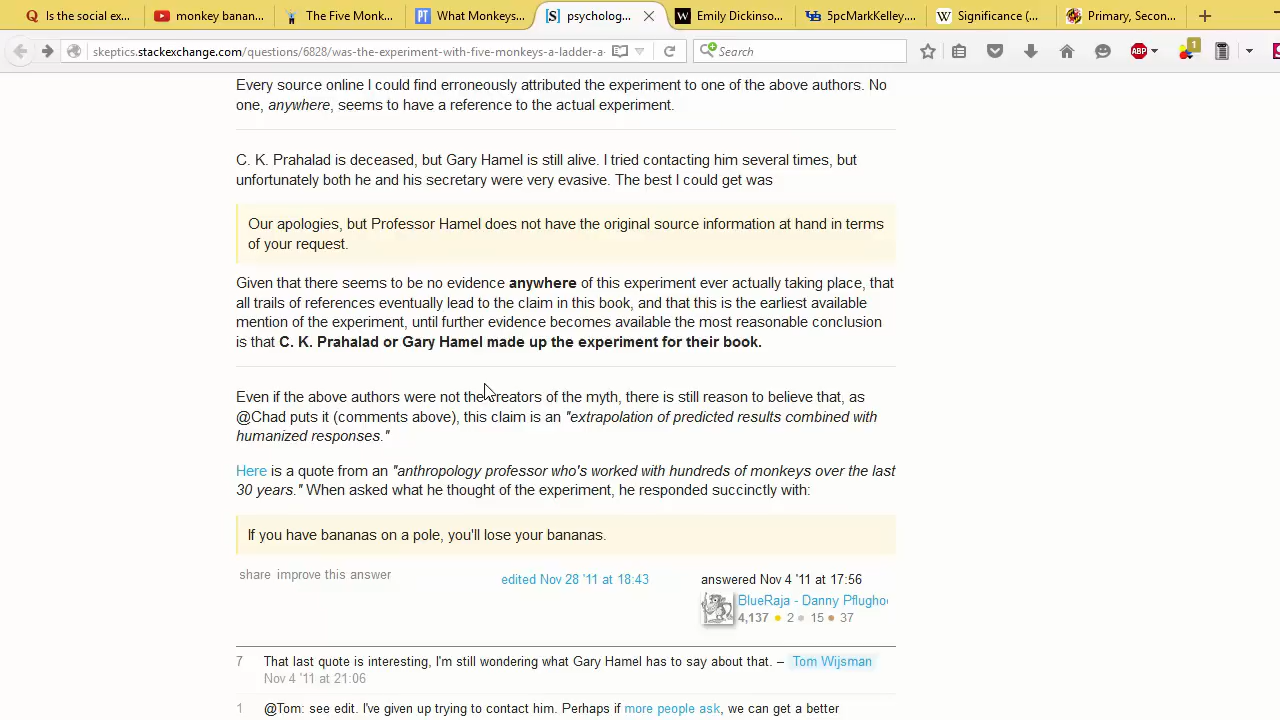 Is the social ex...
monkey banan...
The Five Monk...
What Monkeys...
psycholog...
Emily Dickinso...
5pcMarkKelley....
Significance (...
Primary, Secon...
skeptics.stackexchange.com/questions/6828/was-the-experiment-with-five-monkeys-a-ladder-a-
Search
ABP
1
Every source online I could find erroneously attributed the experiment to one of the above authors. No
one, anywhere, seems to have a reference to the actual experiment.
C. K. Prahalad is deceased, but Gary Hamel is still alive. I tried contacting him several times, but
unfortunately both he and his secretary were very evasive. The best I could get was
Our apologies, but Professor Hamel does not have the original source information at hand in terms
of your request.
Given that there seems to be no evidence anywhere of this experiment ever actually taking place, that
all trails of references eventually lead to the claim in this book, and that this is the earliest available
mention of the experiment, until further evidence becomes available the most reasonable conclusion
is that C. K. Prahalad or Gary Hamel made up the experiment for their book.
Even if the above authors were not the creators of the myth, there is still reason to believe that, as
@Chad puts it (comments above), this claim is an "extrapolation of predicted results combined with
humanized responses."
Here is a quote from an "anthropology professor who's worked with hundreds of monkeys over the last
30 years." When asked what he thought of the experiment, he responded succinctly with:
If you have bananas on a pole, you'll lose your bananas.
share improve this answer
edited Nov 28 '11 at 18:43
answered Nov 4 '11 at 17:56
BlueRaja - Danny Pflugho
4,137 2 15 37
7 That last quote is interesting, I'm still wondering what Gary Hamel has to say about that. – Tom Wijsman
Nov 4 '11 at 21:06
1 @Tom: see edit. I've given up trying to contact him. Perhaps if more people ask, we can get a better